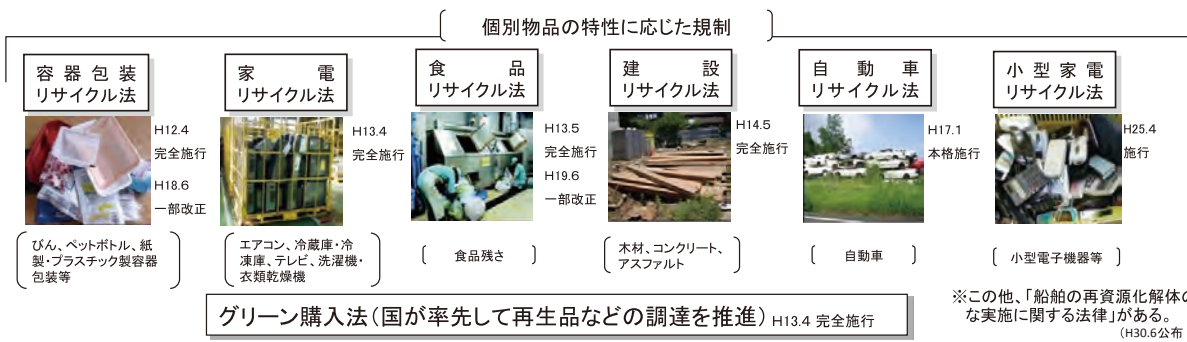 個別物品の特性に応じた規制
容器包装
リサイクル法
H12.4
完全施行
H18.6
一部改正
びん、ペットボトル、紙
製・プラスチック製容器
包装等
家電
リサイクル法
H13.4
完全施行
エアコン、冷蔵庫・冷
凍庫、テレビ、洗濯機・
衣類乾燥機
食品
リサイクル法
H13.5
完全施行
H19.6
一部改正
食品残さ
建設
リサイクル法
H14.5
完全施行
木材、コンクリート、
アスファルト
自動車
リサイクル法
H17.1
本格施行
自動車
小型家電
リサイクル法
H25.4
施行
小型電子機器等
グリーン購入法(国が率先して再生品などの調達を推進) H13.4 完全施行
※この他、「船舶の再資源化解体の
な実施に関する法律」がある。
(H30.6公布